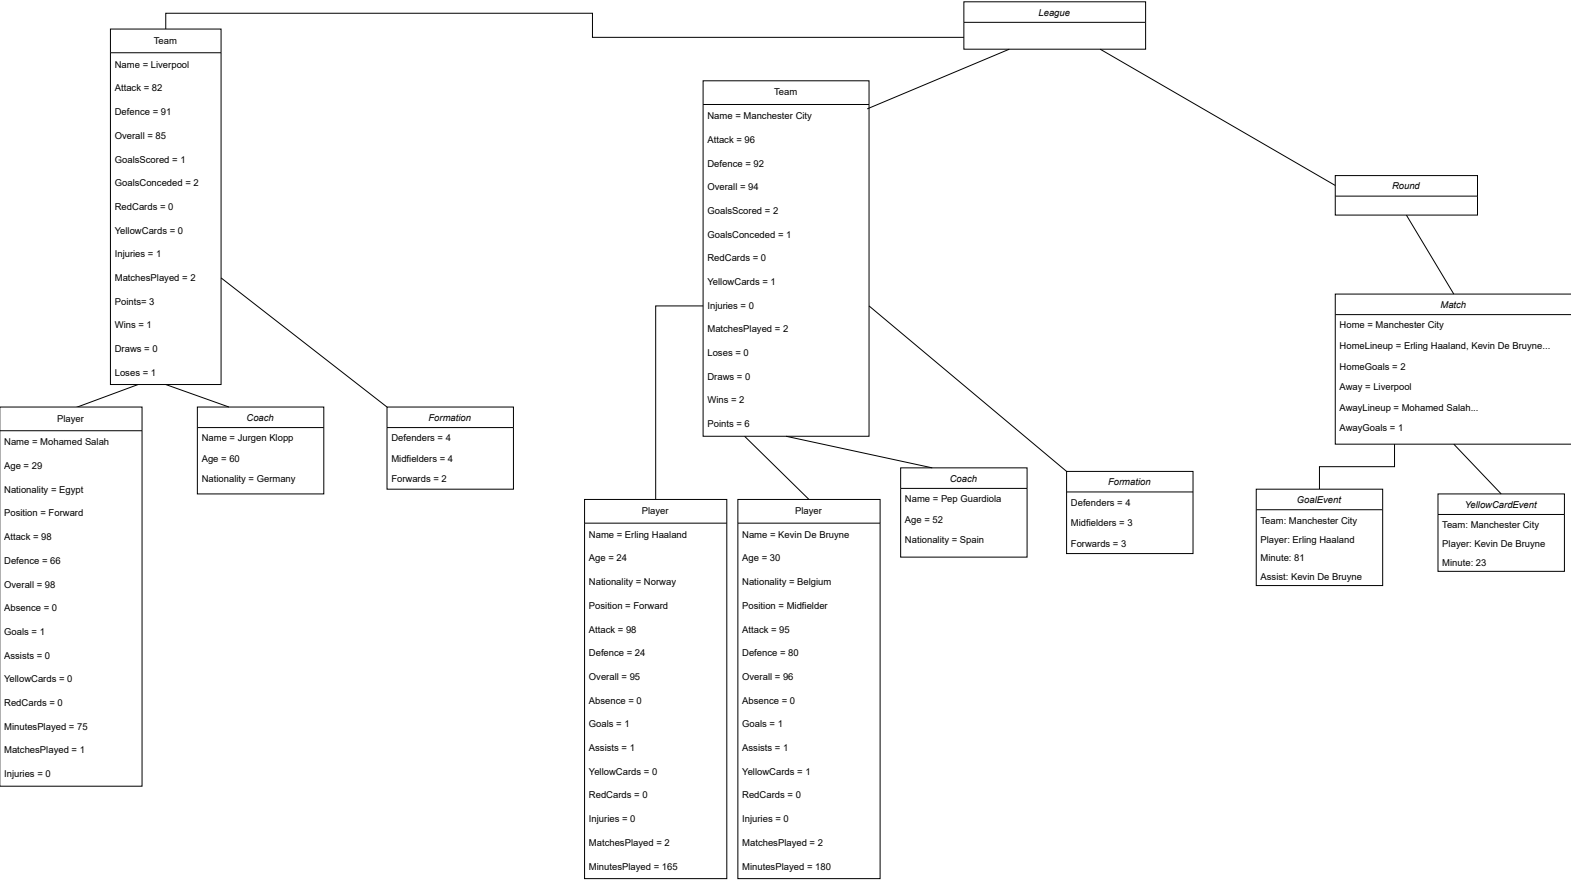 League
Team
Name = Liverpool
Attack = 82
Defence = 91
Overall = 85
GoalsScored = 1
GoalsConceded = 2
RedCards = 0
YellowCards = 0
Injuries = 1
MatchesPlayed = 2
Points= 3
Wins = 1
Draws = 0
Loses = 1
Team
Name = Manchester City
Attack = 96
Defence = 92
Overall = 94
GoalsScored = 2
GoalsConceded = 1
RedCards = 0
YellowCards = 1
Injuries = 0
MatchesPlayed = 2
Loses = 0
Draws = 0
Wins = 2
Points = 6
Round
Match
Home = Manchester City
HomeLineup = Erling Haaland, Kevin De Bruyne...
HomeGoals = 2
Away = Liverpool
AwayLineup = Mohamed Salah...
AwayGoals = 1
Player
Name = Mohamed Salah
Age = 29
Nationality = Egypt
Position = Forward
Attack = 98
Defence = 66
Overall = 98
Absence = 0
Goals = 1
Assists = 0
YellowCards = 0
RedCards = 0
MinutesPlayed = 75
MatchesPlayed = 1
Injuries = 0
Coach
Name = Jurgen Klopp
Age = 60
Nationality = Germany
Formation
Defenders = 4
Midfielders = 4
Forwards = 2
Player
Name = Erling Haaland
Age = 24
Nationality = Norway
Position = Forward
Attack = 98
Defence = 24
Overall = 95
Absence = 0
Goals = 1
Assists = 1
YellowCards = 0
RedCards = 0
Injuries = 0
MatchesPlayed = 2
MinutesPlayed = 165
Player
Name = Kevin De Bruyne
Age = 30
Nationality = Belgium
Position = Midfielder
Attack = 95
Defence = 80
Overall = 96
Absence = 0
Goals = 1
Assists = 1
YellowCards = 1
RedCards = 0
Injuries = 0
MatchesPlayed = 2
MinutesPlayed = 180
Coach
Name = Pep Guardiola
Age = 52
Nationality = Spain
Formation
Defenders = 4
Midfielders = 3
Forwards = 3
GoalEvent
Team: Manchester City
Player: Erling Haaland
Minute: 81
Assist: Kevin De Bruyne
YellowCardEvent
Team: Manchester City
Player: Kevin De Bruyne
Minute: 23